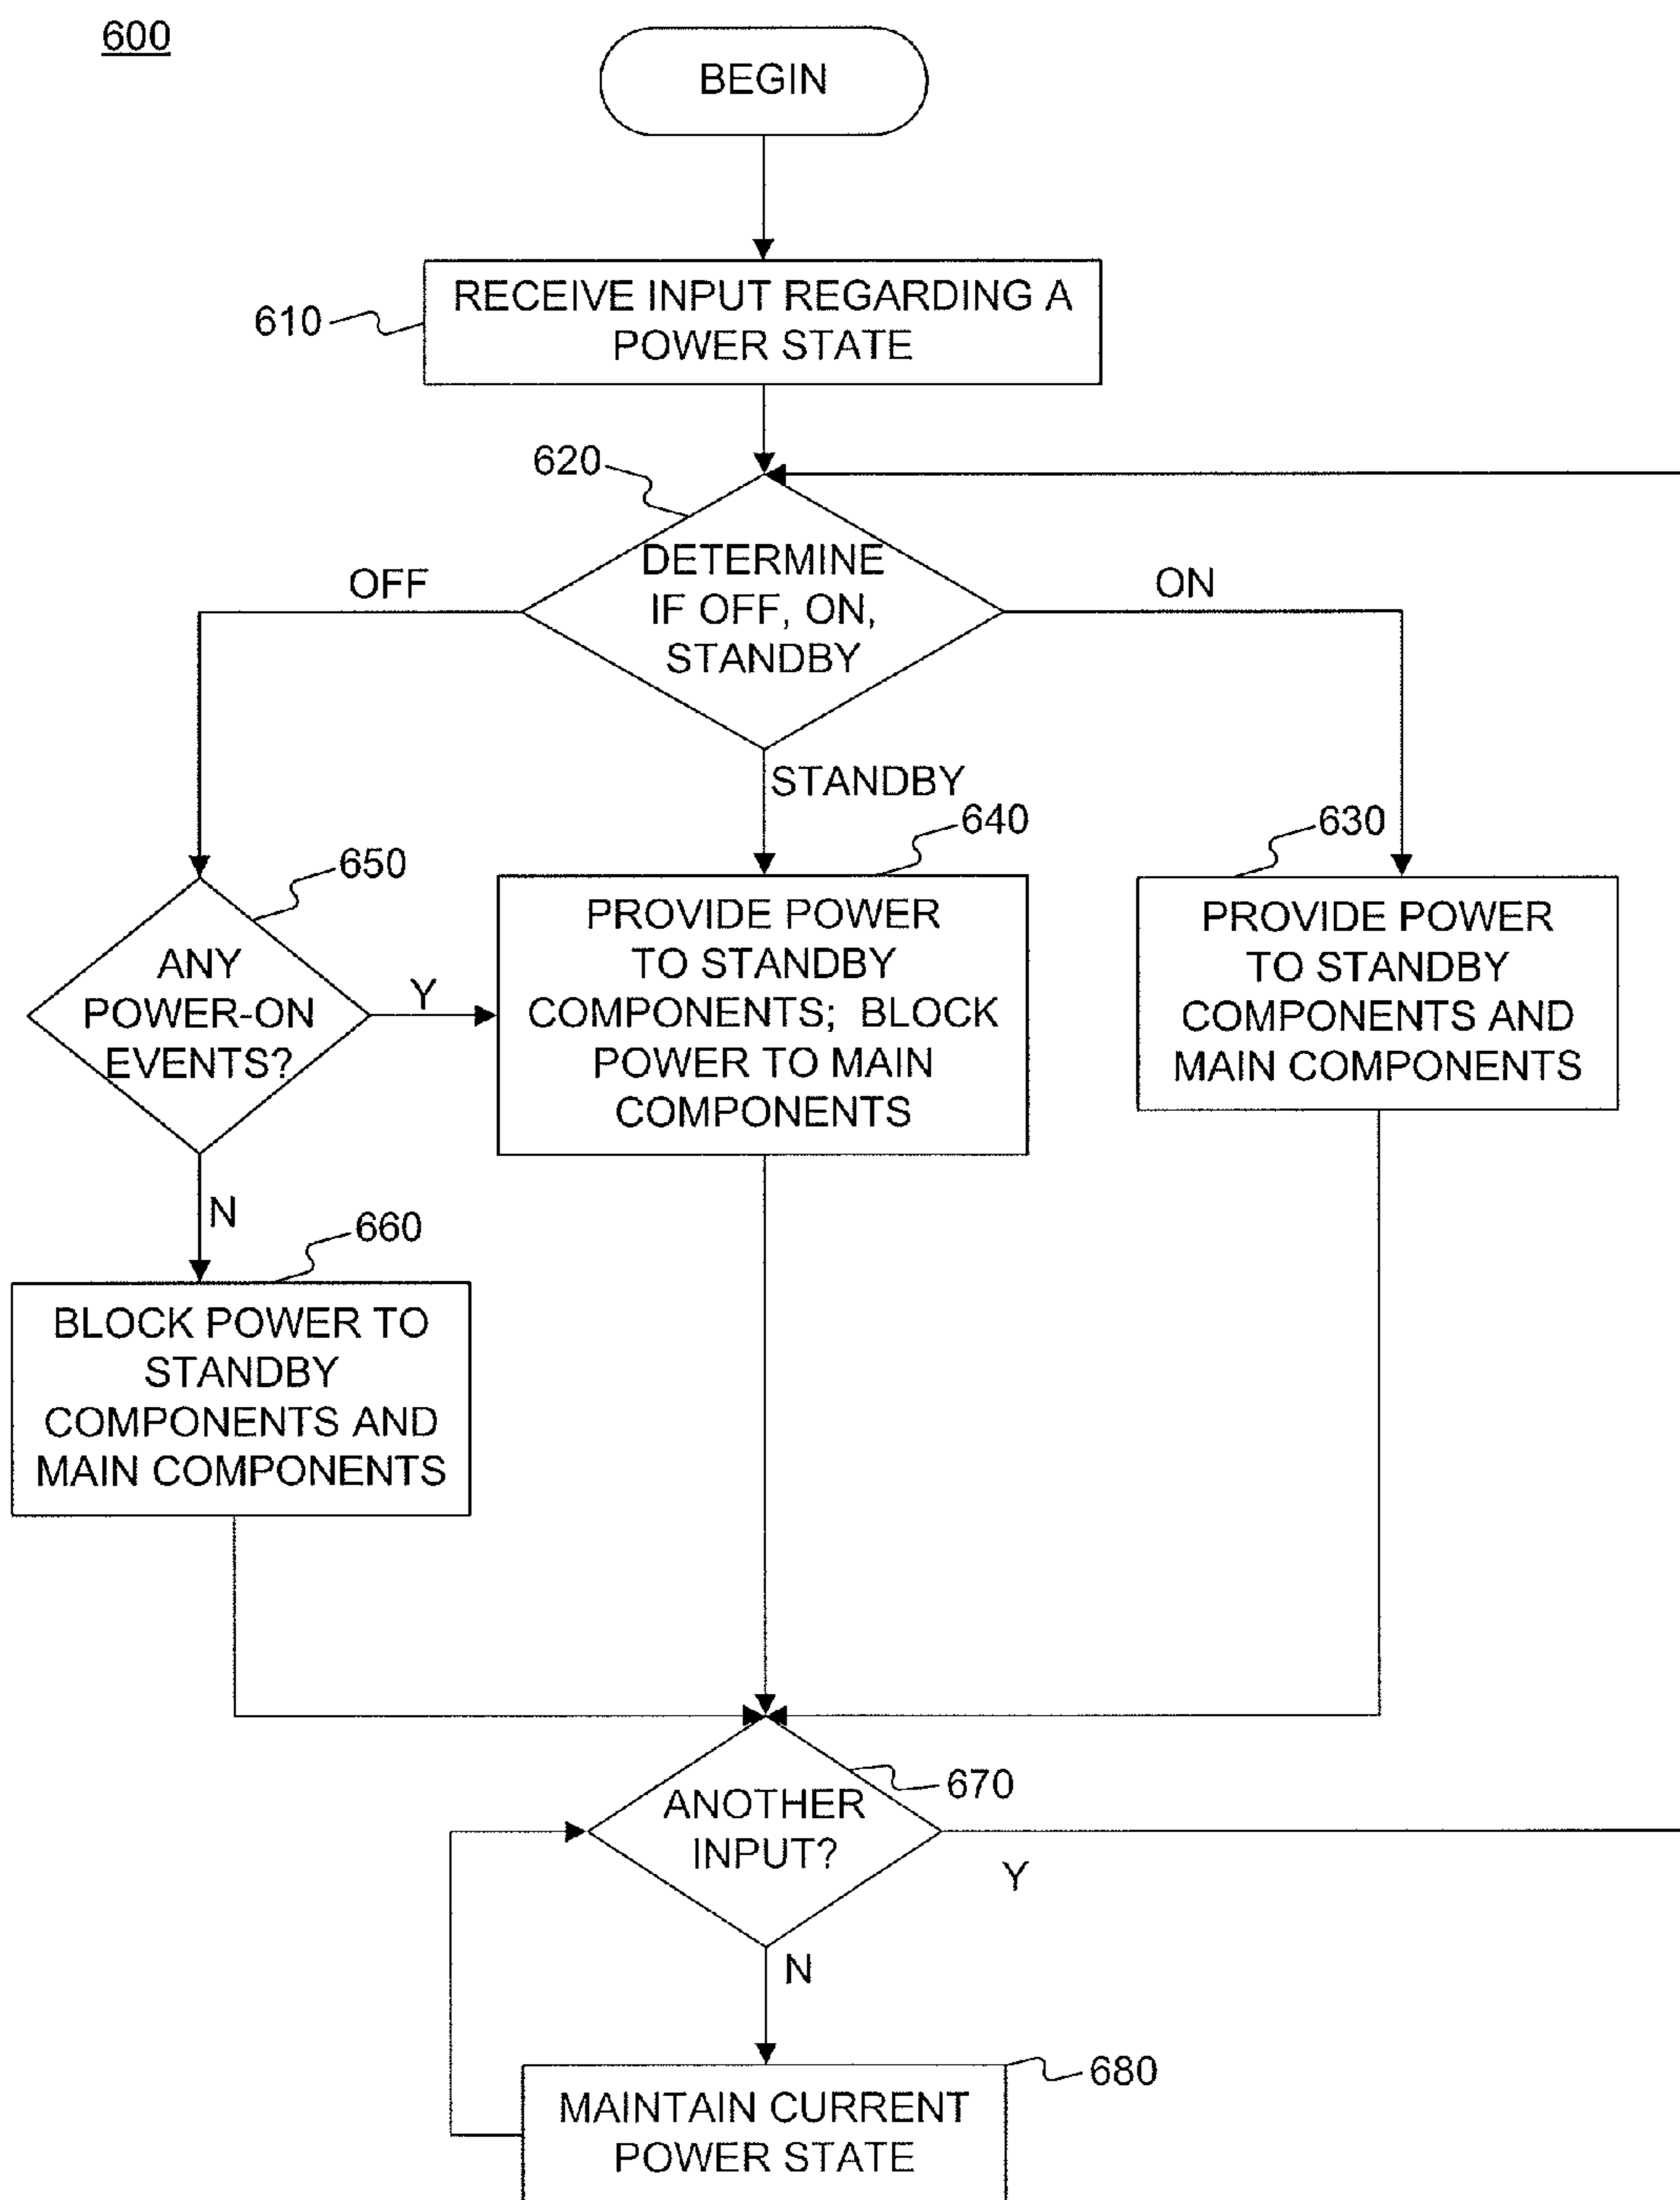 600
BEGIN
610
RECEIVE INPUT REGARDING A
POWER STATE
620
DETERMINE
IF OFF, ON,
STANDBY
OFF
ON
STANDBY
650
ANY
POWER-ON
EVENTS?
Y
N
640
PROVIDE POWER
TO STANDBY
COMPONENTS; BLOCK
POWER TO MAIN
COMPONENTS
630
PROVIDE POWER
TO STANDBY
COMPONENTS AND
MAIN COMPONENTS
660
BLOCK POWER TO
STANDBY
COMPONENTS AND
MAIN COMPONENTS
670
ANOTHER
INPUT?
Y
N
680
MAINTAIN CURRENT
POWER STATE